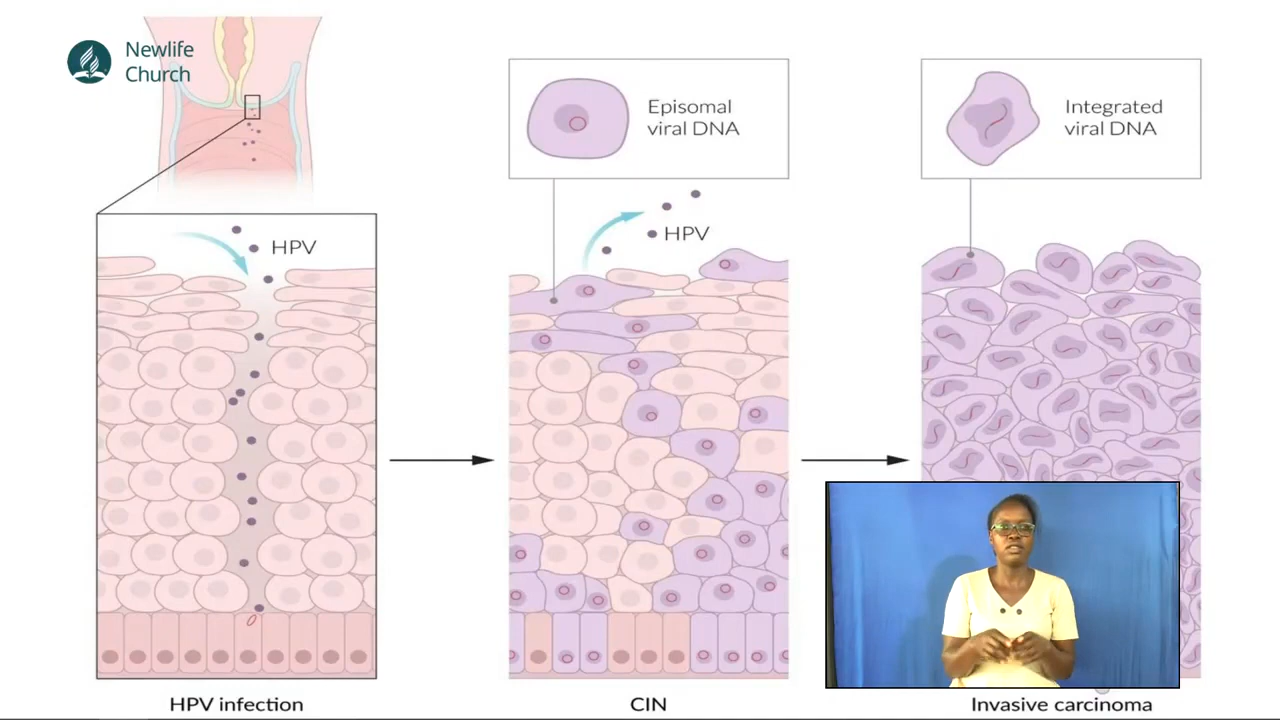 Newlife
Church
Episomal
viral DNA
Integrated
viral DNA
HPV
HPV
HPV infection
CIN
Invasive carcinoma